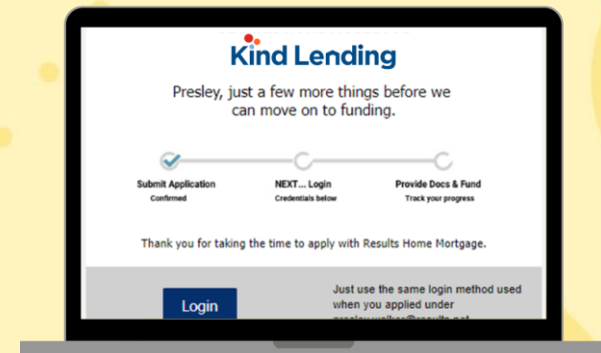 Kind Lending
Presley, just a few more things before we
can move on to funding.
Submit Application
Confirmed
NEXT... Login
Credentials below
Provide Docs & Fund
Track your progress
Thank you for taking the time to apply with Results Home Mortgage.
Login
Just use the same login method used
when you applied under